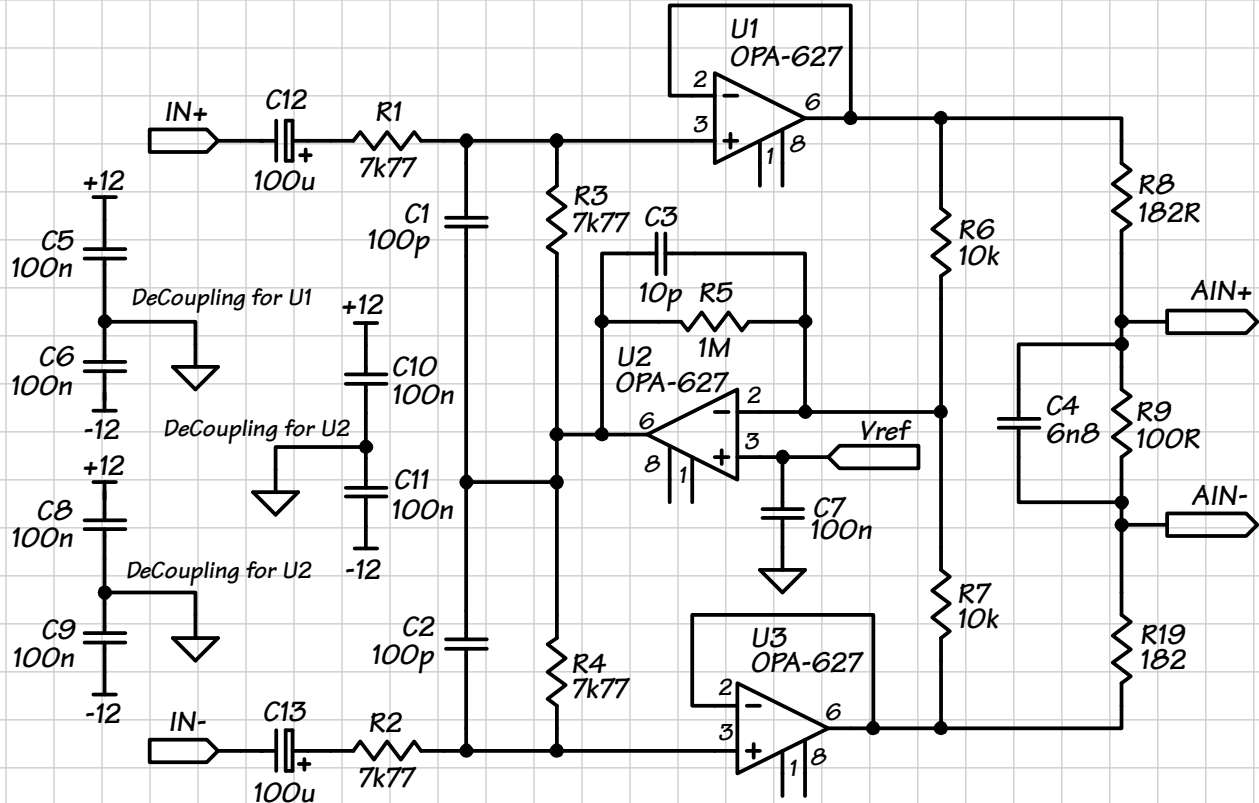 U1
OPA-627
2
−
6
3
+
1
8
IN+
C12
+
100u
R1
7k77
+12
C5
100n
DeCoupling for U1
C6
100n
-12
C1
100p
R3
7k77
C3
10p
R5
1M
R6
10k
R8
182R
AIN+
+12
C10
100n
DeCoupling for U2
C11
100n
-12
U2
OPA-627
6
−
2
+
3
8
1
Vref
C7
100n
C4
6n8
R9
100R
AIN-
+12
C8
100n
DeCoupling for U2
C9
100n
-12
C2
100p
R4
7k77
R7
10k
R19
182
U3
OPA-627
2
−
6
3
+
1
8
IN-
C13
+
100u
R2
7k77